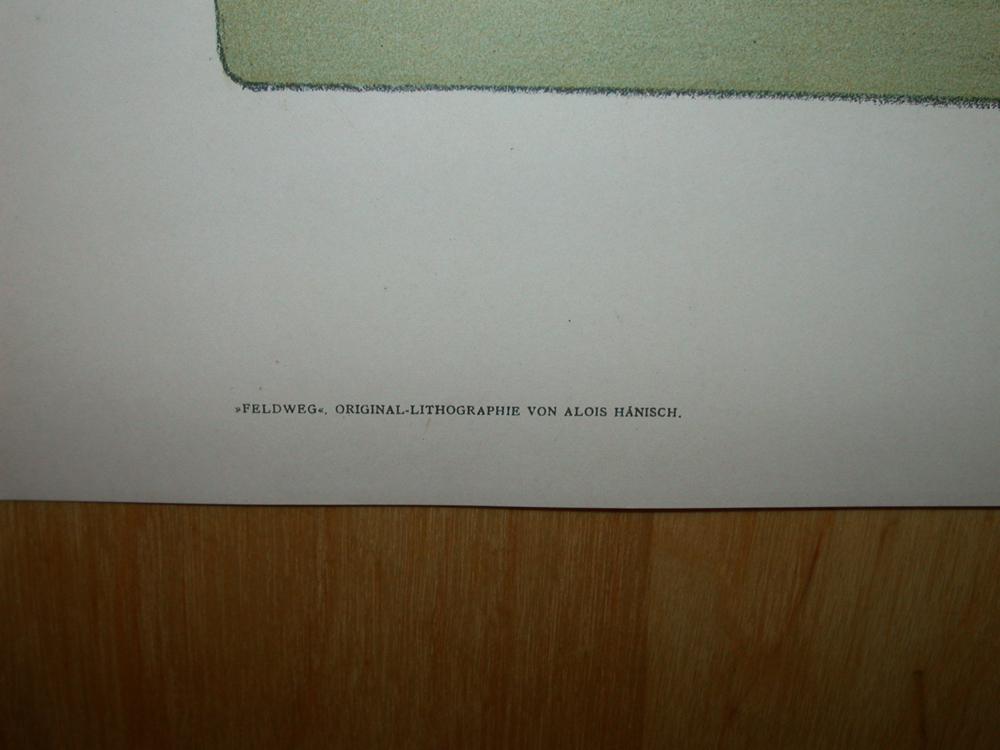 »FELDWEG«, ORIGINAL-LITHOGRAPHIE VON ALOIS HÄNISCH.